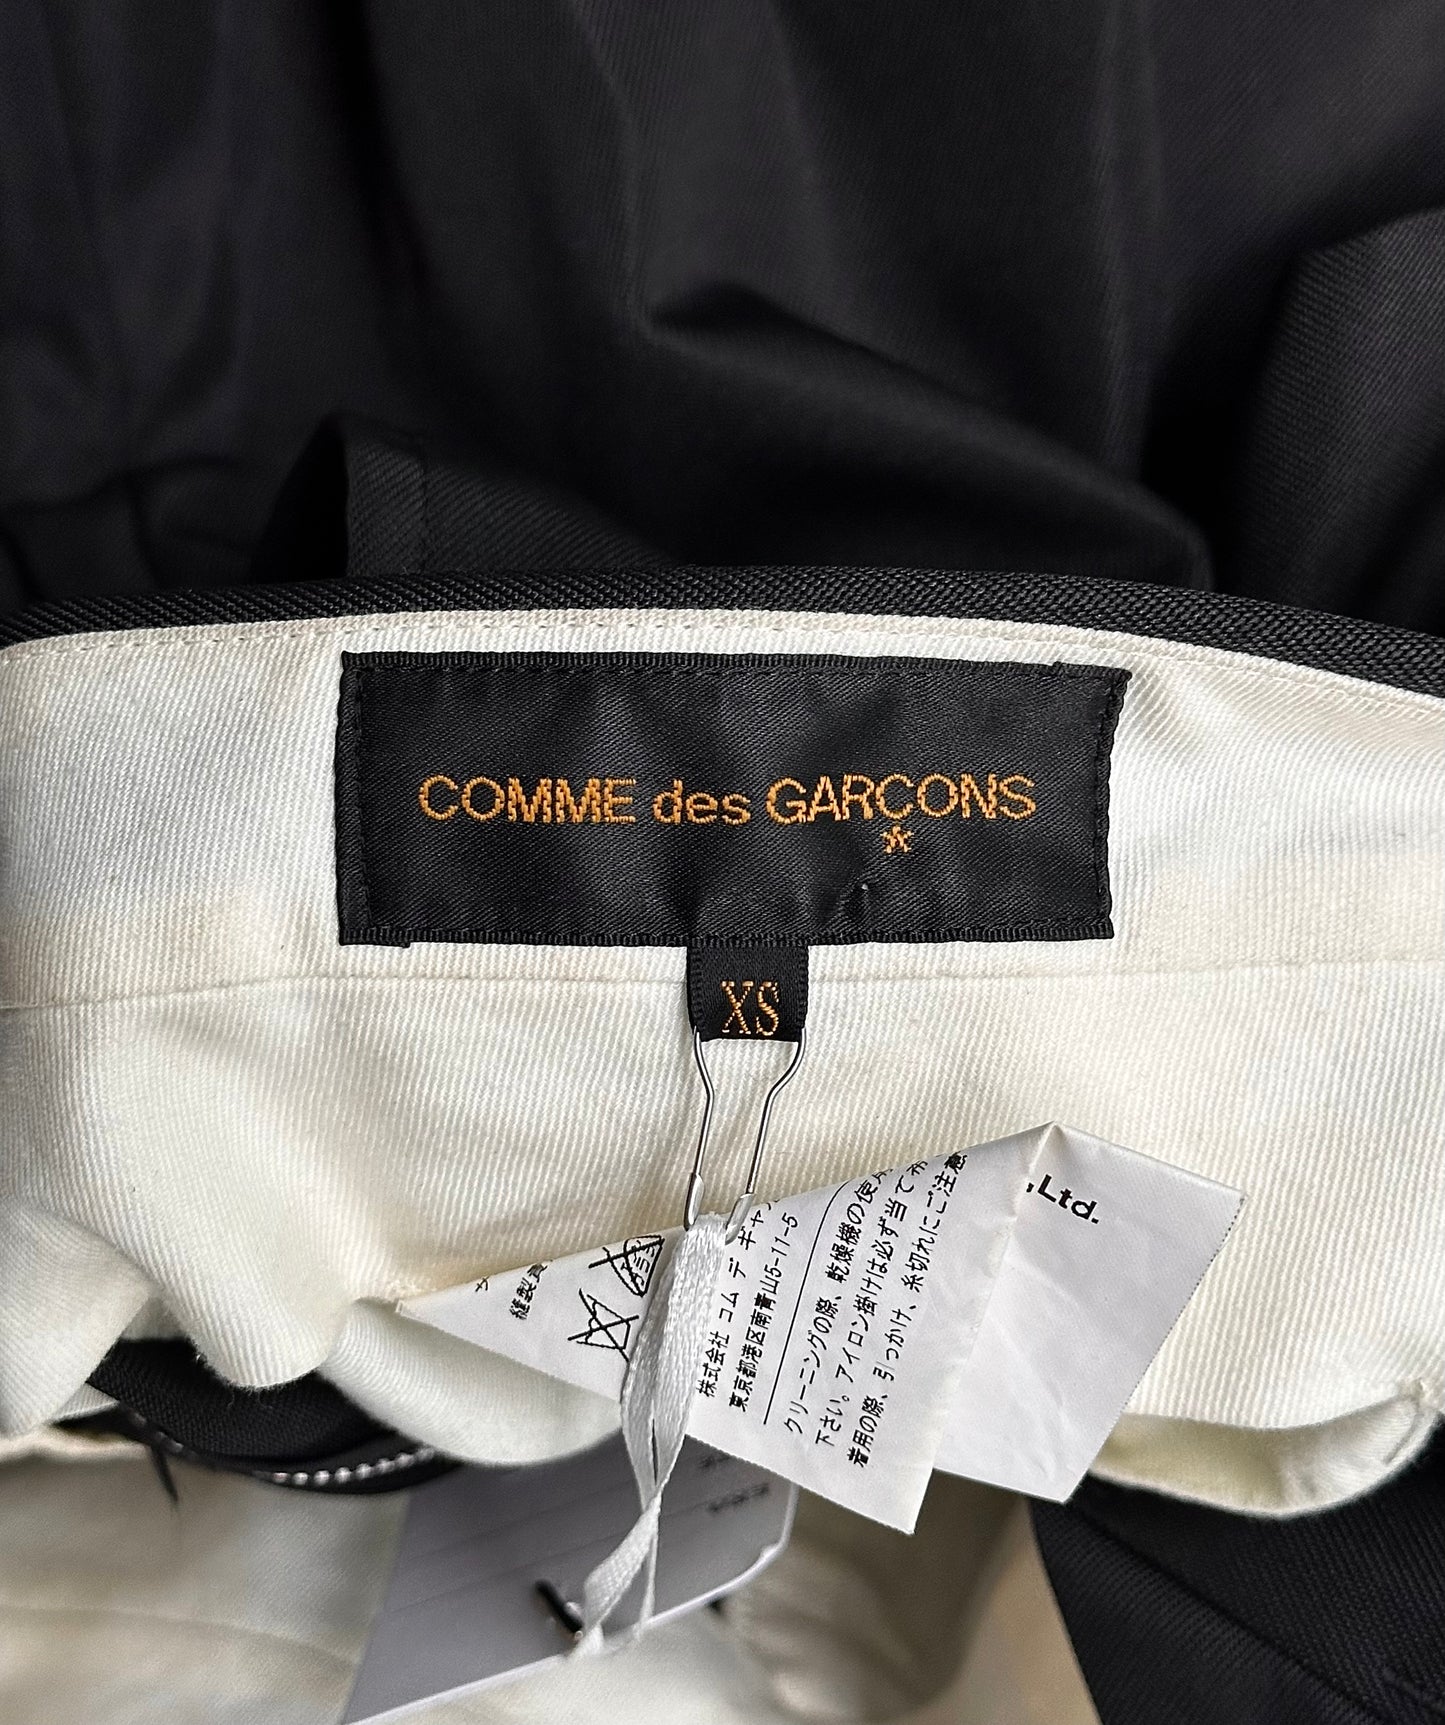 COMME des GARÇONS
*
XS
, Ltd.
株式会社 コム デ ギャ
東京都港区南青山5-11-5
クリーニングの際、乾燥機の使用
下さい。アイロン掛けは必ず当て布
着用の際、引っかけ、糸切れにご注意